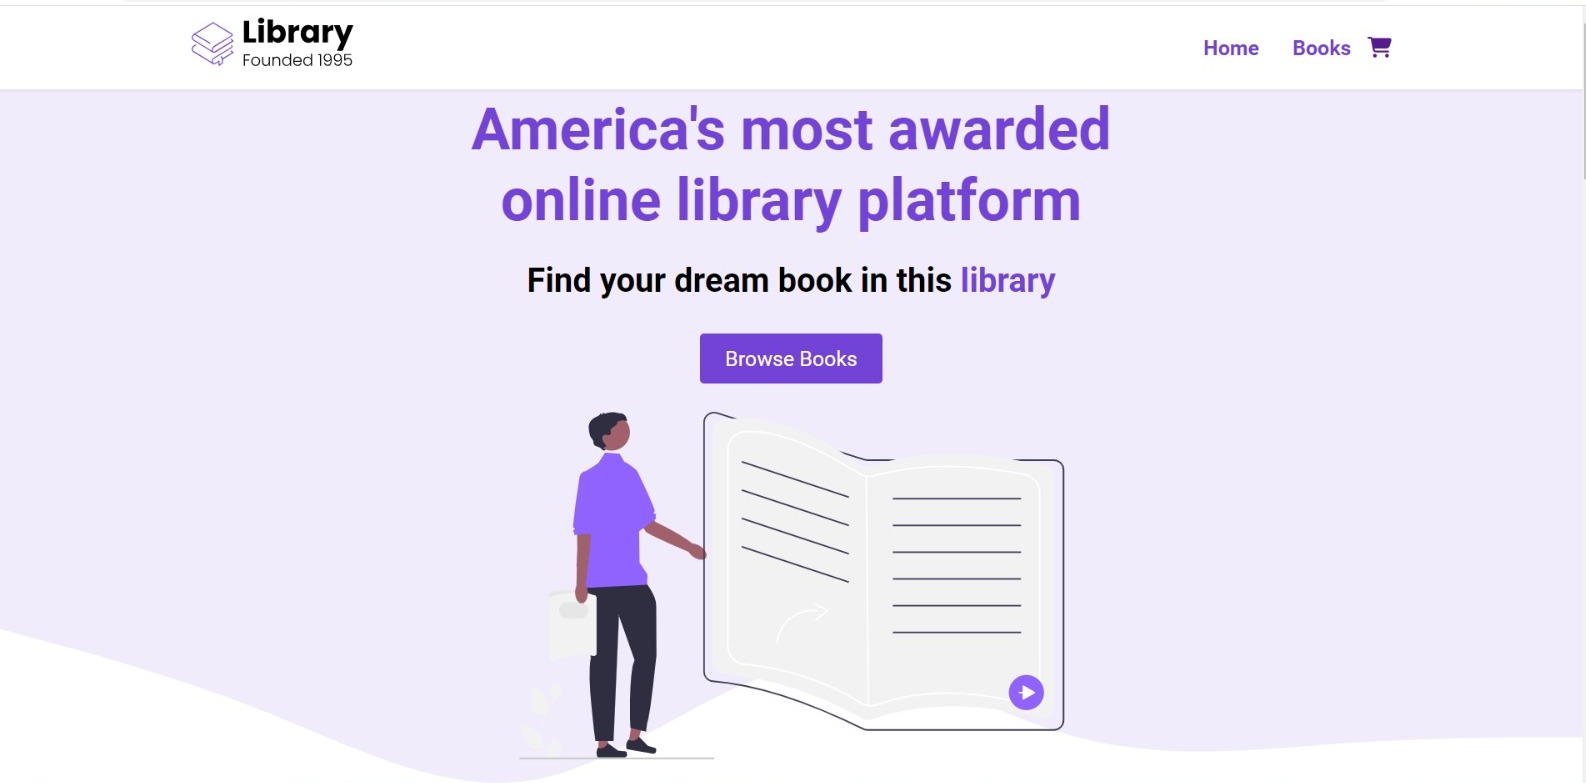 Library
Founded 1995
Home
Books
America's most awarded
online library platform
Find your dream book in this library
Browse Books